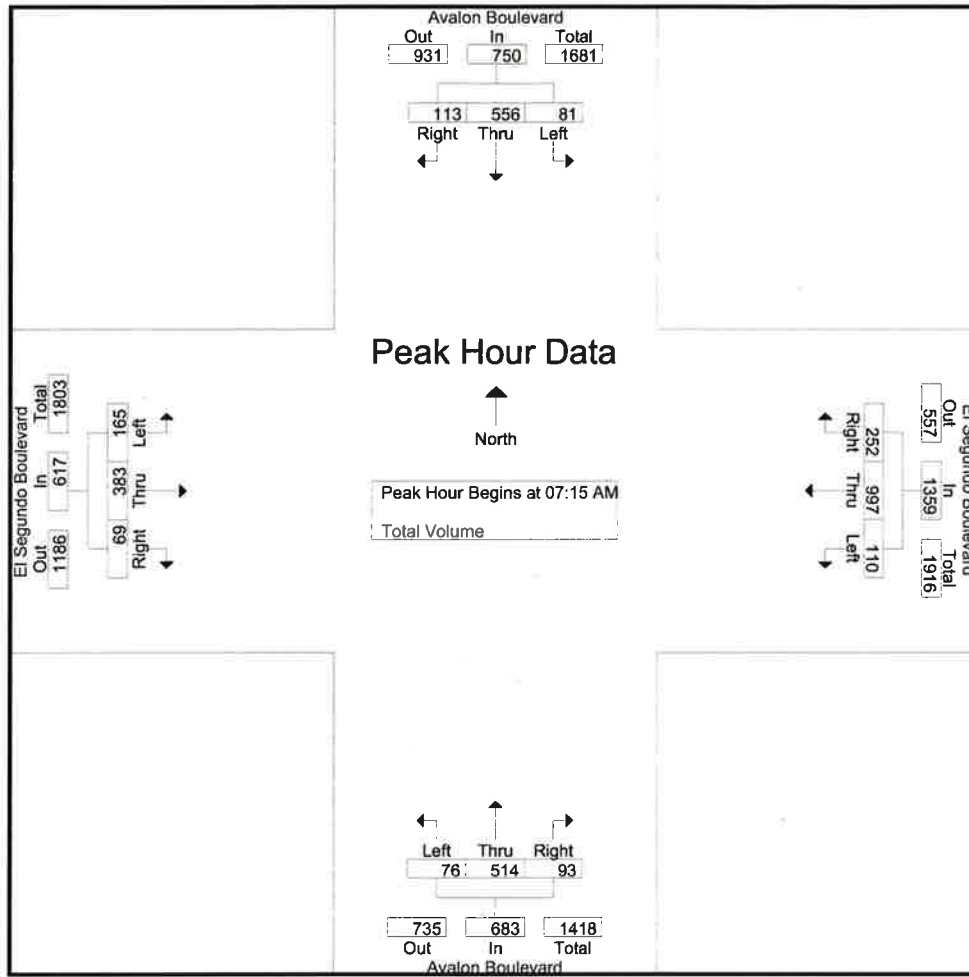 Avalon Boulevard
Out In Total
931 750 1681
113 556 81
Right Thru Left
Peak Hour Data
North
Peak Hour Begins at 07:15 AM
Total Volume
El Segundo Boulevard
Out In Total
1186 617 1803
69 383 165
Right Thru Left
Right Thru Left
252 997 110
557 1359 1916
Out In Total
El Segundo Boulevard
Left Thru Right
76 514 93
735 683 1418
Out In Total
Avalon Boulevard